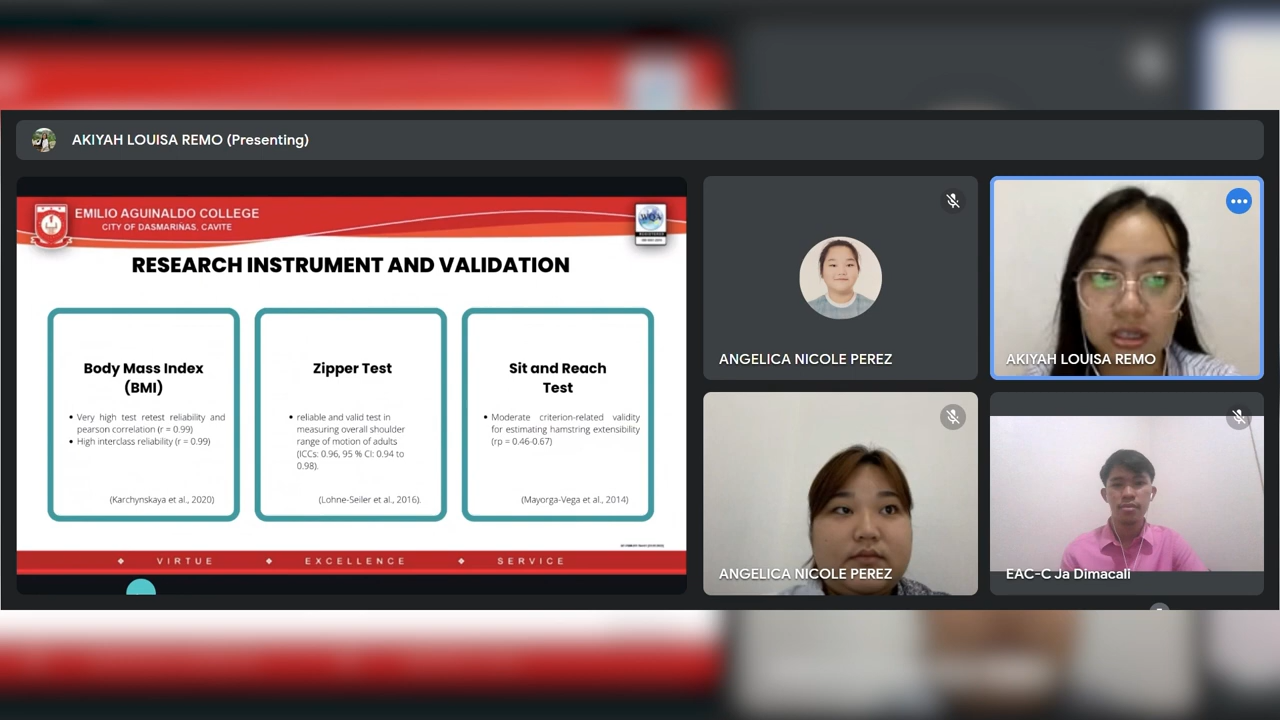 AKIYAH LOUISA REMO (Presenting)
EMILIO AGUINALDO COLLEGE
CITY OF DASMARIÑAS, CAVITE
RESEARCH INSTRUMENT AND VALIDATION
Body Mass Index
(BMI)
• Very high test retest reliability and
pearson correlation (r = 0.99)
• High interclass reliability (r = 0.99)
(Karchynskaya et al., 2020)
Zipper Test
• reliable and valid test in
measuring overall shoulder
range of motion of adults
(ICCs: 0.96, 95 % CI: 0.94 to
0.98).
(Lohne-Seiler et al., 2016).
Sit and Reach
Test
• Moderate criterion-related validity
for estimating hamstring extensibility
(rp = 0.46-0.67)
(Mayorga-Vega et al., 2014)
VIRTUE
EXCELLENCE
SERVICE
ANGELICA NICOLE PEREZ
AKIYAH LOUISA REMO
ANGELICA NICOLE PEREZ
EAC-C Ja Dimacali